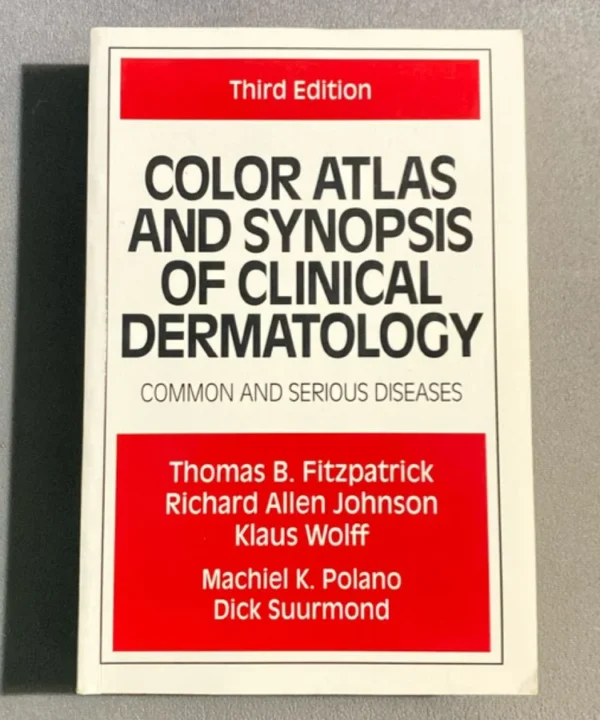 Third Edition
COLOR ATLAS
AND SYNOPSIS
OF CLINICAL
DERMATOLOGY
COMMON AND SERIOUS DISEASES
Thomas B. Fitzpatrick
Richard Allen Johnson
Klaus Wolff
Machiel K. Polano
Dick Suurmond